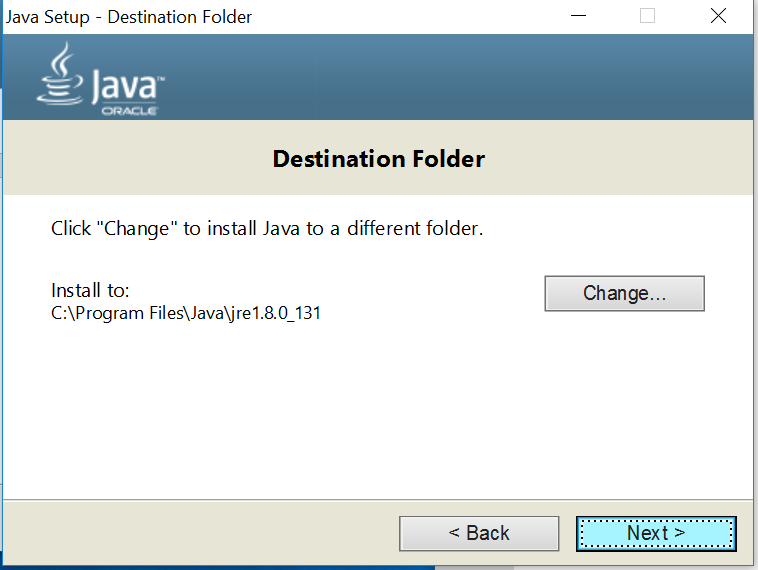 Java Setup - Destination Folder
Java™
ORACLE
Destination Folder
Click "Change" to install Java to a different folder.
Install to:
C:\Program Files\Java\jre1.8.0_131
Change...
< Back
Next >